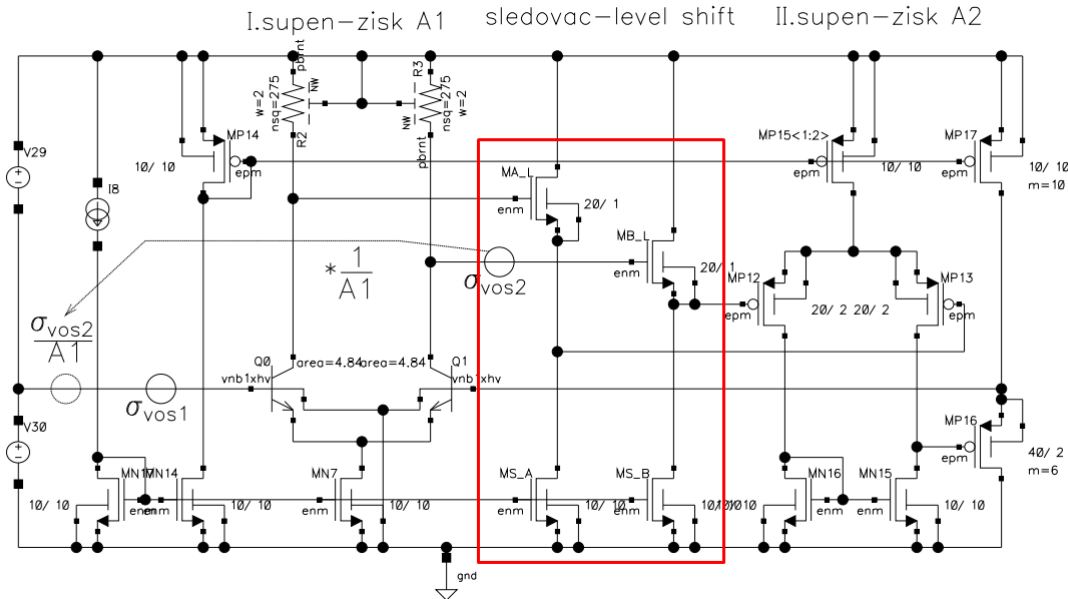 I.supen-zisk A1
sledovac-level shift
II.supen-zisk A2
pbrnt
R3
NW
nsq=275
w=2
R2
nsq=275
w=2
NW
pbrnt
MP14
10/ 10
epm
V29
I8
MA_L
20/ 1
enm
MB_L
20/ 1
enm
MP15<1:2>
10/ 10
epm
MP17
10/ 10
m=10
epm
σvos2
*1/A1
σvos2
A1
σvos1
MP12
epm
20/ 2
20/ 2
MP13
epm
Q0
area=4.84
area=4.84
Q1
vnb1xhv
vnb1xhv
V30
MP16
40/ 2
m=6
epm
MN14
10/ 10
enm
10/ 10
MN7
enm
10/ 10
MS_A
enm
10/ 10
MS_B
enm
MN16
MN15
enm
10/ 10
gnd